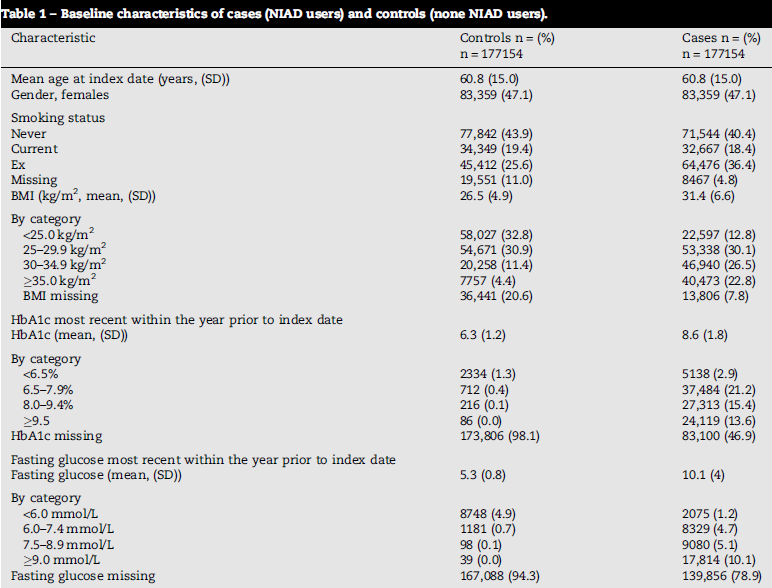 Table 1 – Baseline characteristics of cases (NIAD users) and controls (none NIAD users).
Characteristic Controls n = (%) Cases n = (%)
n = 177154 n = 177154
Mean age at index date (years, (SD)) 60.8 (15.0) 60.8 (15.0)
Gender, females 83,359 (47.1) 83,359 (47.1)
Smoking status
Never 77,842 (43.9) 71,544 (40.4)
Current 34,349 (19.4) 32,667 (18.4)
Ex 45,412 (25.6) 64,476 (36.4)
Missing 19,551 (11.0) 8467 (4.8)
BMI (kg/m², mean, (SD)) 26.5 (4.9) 31.4 (6.6)
By category
<25.0 kg/m² 58,027 (32.8) 22,597 (12.8)
25–29.9 kg/m² 54,671 (30.9) 53,338 (30.1)
30–34.9 kg/m² 20,258 (11.4) 46,940 (26.5)
≥35.0 kg/m² 7757 (4.4) 40,473 (22.8)
BMI missing 36,441 (20.6) 13,806 (7.8)
HbA1c most recent within the year prior to index date
HbA1c (mean, (SD)) 6.3 (1.2) 8.6 (1.8)
By category
<6.5% 2334 (1.3) 5138 (2.9)
6.5–7.9% 712 (0.4) 37,484 (21.2)
8.0–9.4% 216 (0.1) 27,313 (15.4)
≥9.5 86 (0.0) 24,119 (13.6)
HbA1c missing 173,806 (98.1) 83,100 (46.9)
Fasting glucose most recent within the year prior to index date
Fasting glucose (mean, (SD)) 5.3 (0.8) 10.1 (4)
By category
<6.0 mmol/L 8748 (4.9) 2075 (1.2)
6.0–7.4 mmol/L 1181 (0.7) 8329 (4.7)
7.5–8.9 mmol/L 98 (0.1) 9080 (5.1)
≥9.0 mmol/L 39 (0.0) 17,814 (10.1)
Fasting glucose missing 167,088 (94.3) 139,856 (78.9)